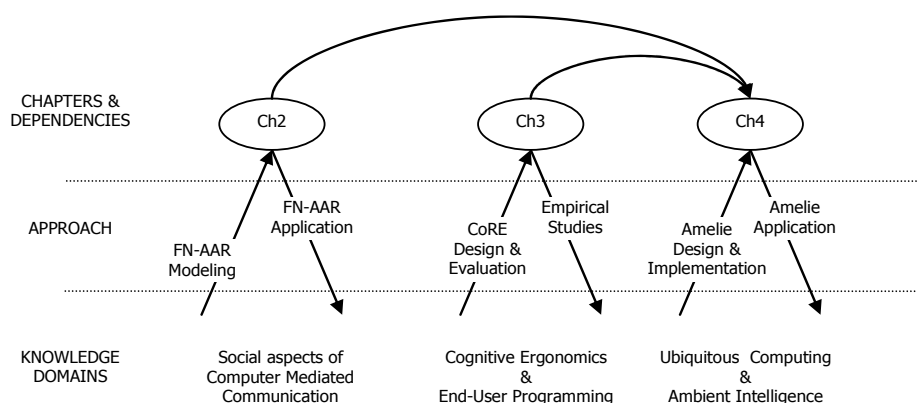 CHAPTERS &
DEPENDENCIES
Ch2
Ch3
Ch4
APPROACH
FN-AAR
Modeling
FN-AAR
Application
CoRE
Design &
Evaluation
Empirical
Studies
Amelie
Design &
Implementation
Amelie
Application
KNOWLEDGE
DOMAINS
Social aspects of
Computer Mediated
Communication
Cognitive Ergonomics
&
End-User Programming
Ubiquitous Computing
&
Ambient Intelligence